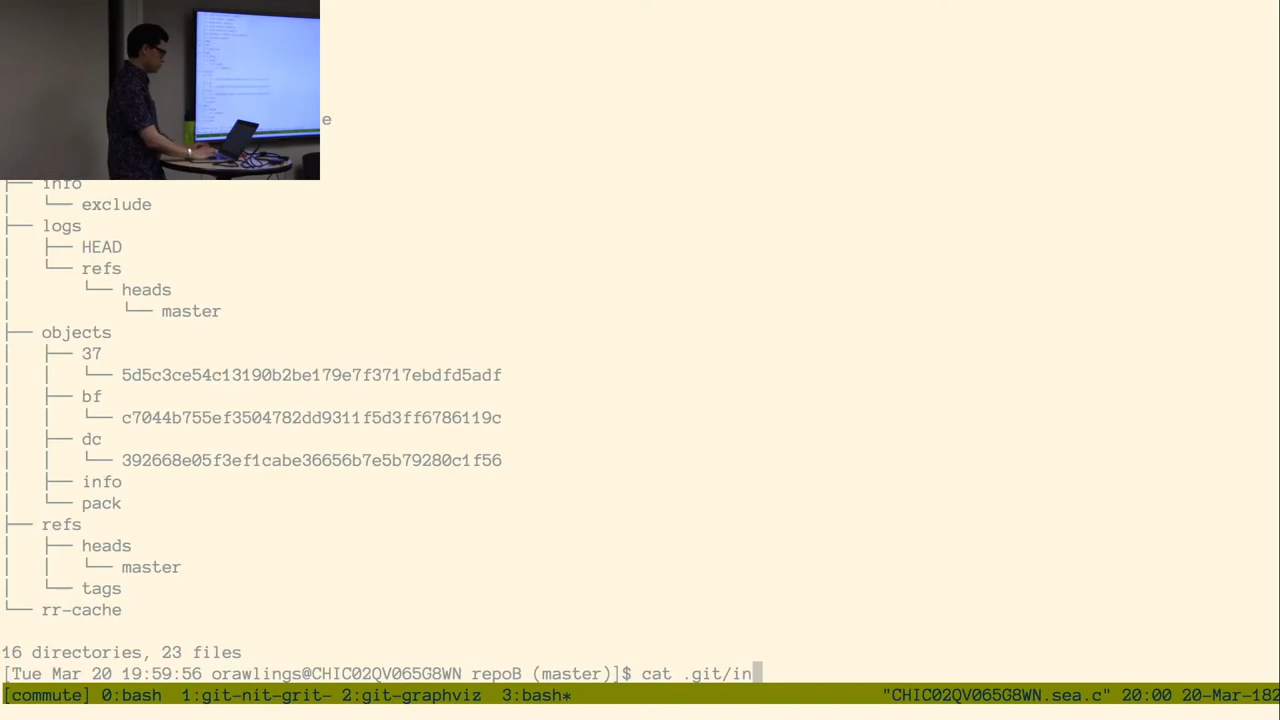 e
├── info
│   └── exclude
├── logs
│   ├── HEAD
│   └── refs
│       └── heads
│           └── master
├── objects
│   ├── 37
│   │   └── 5d5c3ce54c13190b2be179e7f3717ebdfd5adf
│   ├── bf
│   │   └── c7044b755ef3504782dd9311f5d3ff6786119c
│   ├── dc
│   │   └── 392668e05f3ef1cabe36656b7e5b79280c1f56
│   ├── info
│   └── pack
├── refs
│   ├── heads
│   │   └── master
│   └── tags
└── rr-cache
16 directories, 23 files
[Tue Mar 20 19:59:56 orawlings@CHIC02QV065G8WN repoB (master)]$ cat .git/in
[commute] 0:bash  1:git-nit-grit- 2:git-graphviz  3:bash* "CHIC02QV065G8WN.sea.c" 20:00 20-Mar-182